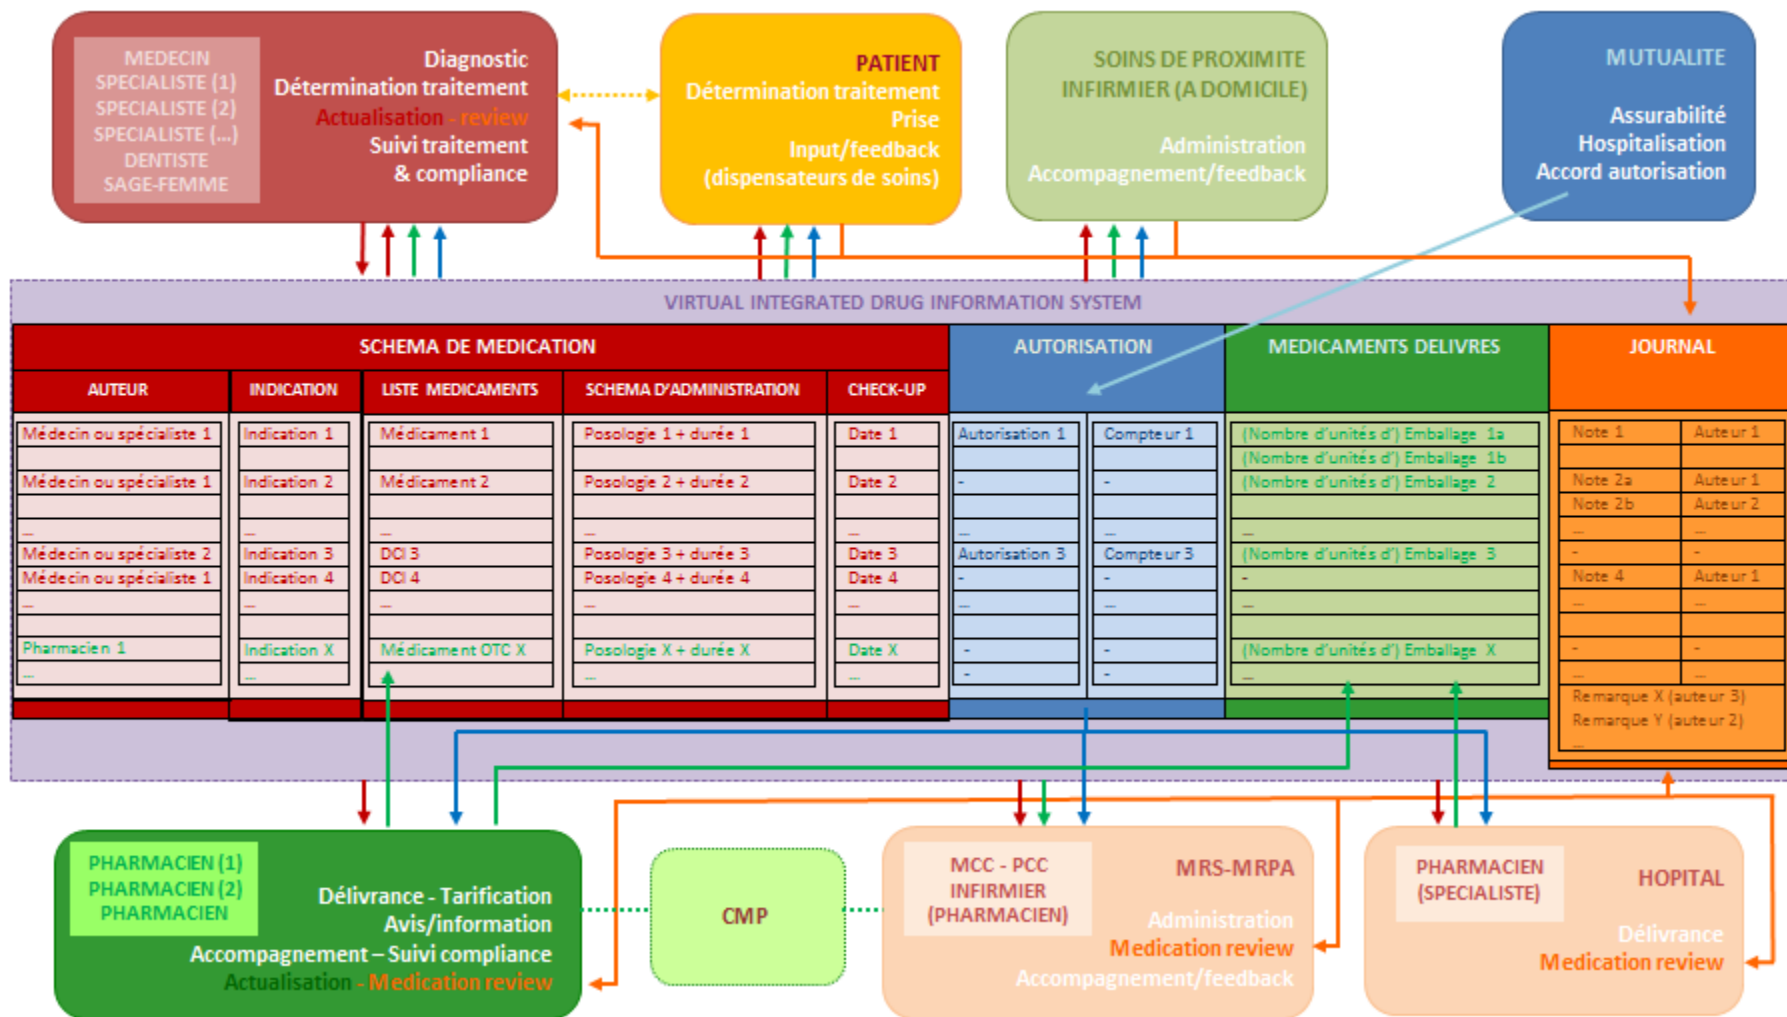 MEDECIN
SPECIALISTE (1)
SPECIALISTE (2)
SPECIALISTE (...)
DENTISTE
SAGE-FEMME
Diagnostic
Détermination traitement
Actualisation - review
Suivi traitement
& compliance
PATIENT
Détermination traitement
Prise
Input/feedback
(dispensateurs de soins)
SOINS DE PROXIMITE
INFIRMIER (A DOMICILE)
Administration
Accompagnement/feedback
MUTUALITE
Assurabilité
Hospitalisation
Accord autorisation
VIRTUAL INTEGRATED DRUG INFORMATION SYSTEM
SCHEMA DE MEDICATION AUTORISATION MEDICAMENTS DELIVRES JOURNAL
AUTEUR INDICATION LISTE MEDICAMENTS SCHEMA D'ADMINISTRATION CHECK-UP
Médecin ou spécialiste 1 Indication 1 Médicament 1 Posologie 1 + durée 1 Date 1 Autorisation 1 Compteur 1 (Nombre d'unités d') Emballage 1a Note 1 Auteur 1
(Nombre d'unités d') Emballage 1b
Médecin ou spécialiste 1 Indication 2 Médicament 2 Posologie 2 + durée 2 Date 2 - - (Nombre d'unités d') Emballage 2 Note 2a Auteur 1
Note 2b Auteur 2
... ... ... ... ... ... ... ... ... ...
Médecin ou spécialiste 2 Indication 3 DCI 3 Posologie 3 + durée 3 Date 3 Autorisation 3 Compteur 3 (Nombre d'unités d') Emballage 3 - -
Médecin ou spécialiste 1 Indication 4 DCI 4 Posologie 4 + durée 4 Date 4 - - - Note 4 Auteur 1
... ... ... ... ... ... ... ... ... ...
Pharmacien 1 Indication X Médicament OTC X Posologie X + durée X Date X - - (Nombre d'unités d') Emballage X - -
... ... ... ... ... - - ... ... ...
Remarque X (auteur 3)
Remarque Y (auteur 2)
...
PHARMACIEN (1)
PHARMACIEN (2)
PHARMACIEN
Délivrance - Tarification
Avis/information
Accompagnement – Suivi compliance
Actualisation - Medication review
CMP
MCC - PCC
INFIRMIER
(PHARMACIEN)
MRS-MRPA
Administration
Medication review
Accompagnement/feedback
PHARMACIEN
(SPECIALISTE)
HOPITAL
Délivrance
Medication review